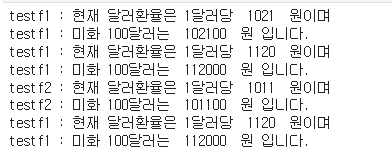 testf1 : 현재 달러환율은 1달러당  1021  원이며
testf1 : 미화 100달러는  102100  원 입니다.
testf1 : 현재 달러환율은 1달러당  1120  원이며
testf1 : 미화 100달러는  112000  원 입니다.
testf2 : 현재 달러환율은 1달러당  1011  원이며
testf2 : 미화 100달러는  101100  원 입니다.
testf1 : 현재 달러환율은 1달러당  1120  원이며
testf1 : 미화 100달러는  112000  원 입니다.